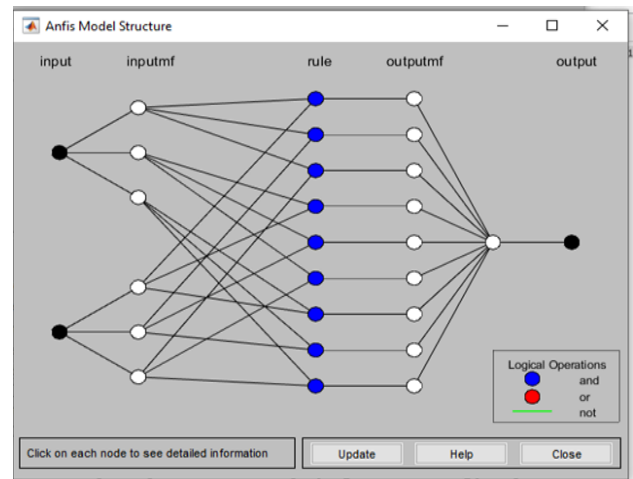 Anfis Model Structure
input inputmf rule outputmf output
Logical Operations
and
or
not
Click on each node to see detailed information
Update Help Close